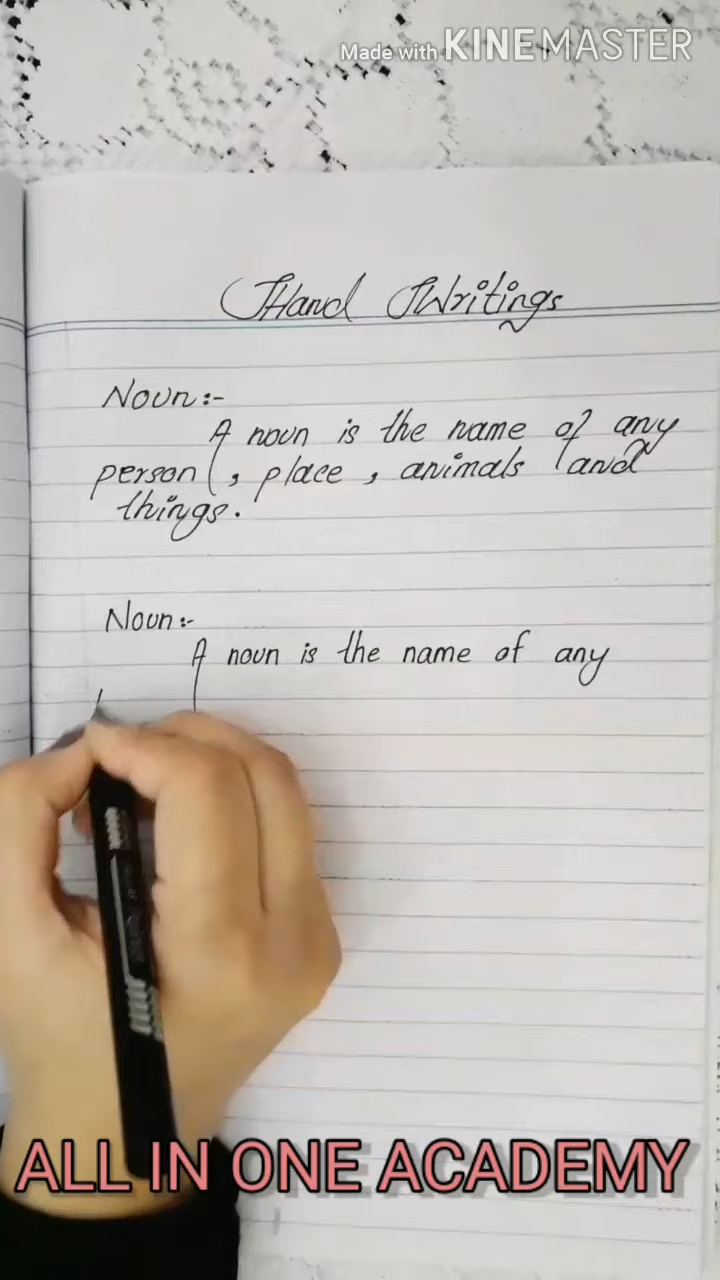 Made with KINEMASTER
Hand Writings
Noun :-
A noun is the name of any
person , place , animals and
things .
Noun :-
A noun is the name of any
ALL IN ONE ACADEMY